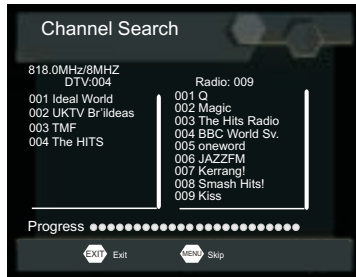 Channel Search
818.0MHz/8MHZ
DTV:004
001 Ideal World
002 UKTV Br'ildeas
003 TMF
004 The HITS
Radio: 009
001 Q
002 Magic
003 The Hits Radio
004 BBC World Sv.
005 oneword
006 JAZZFM
007 Kerrang!
008 Smash Hits!
009 Kiss
Progress
EXIT Exit
MENU Skip